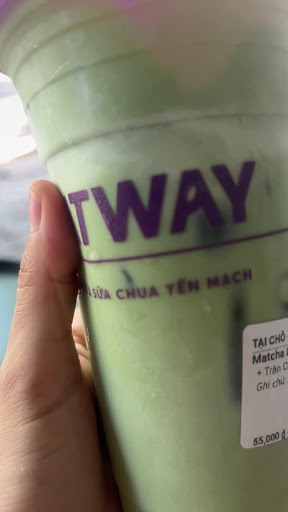 TWAY
SỮA CHUA YẾN MẠCH
TẠI CHỖ
Matcha
+ Trân C
Ghi chú:
55,000 đ